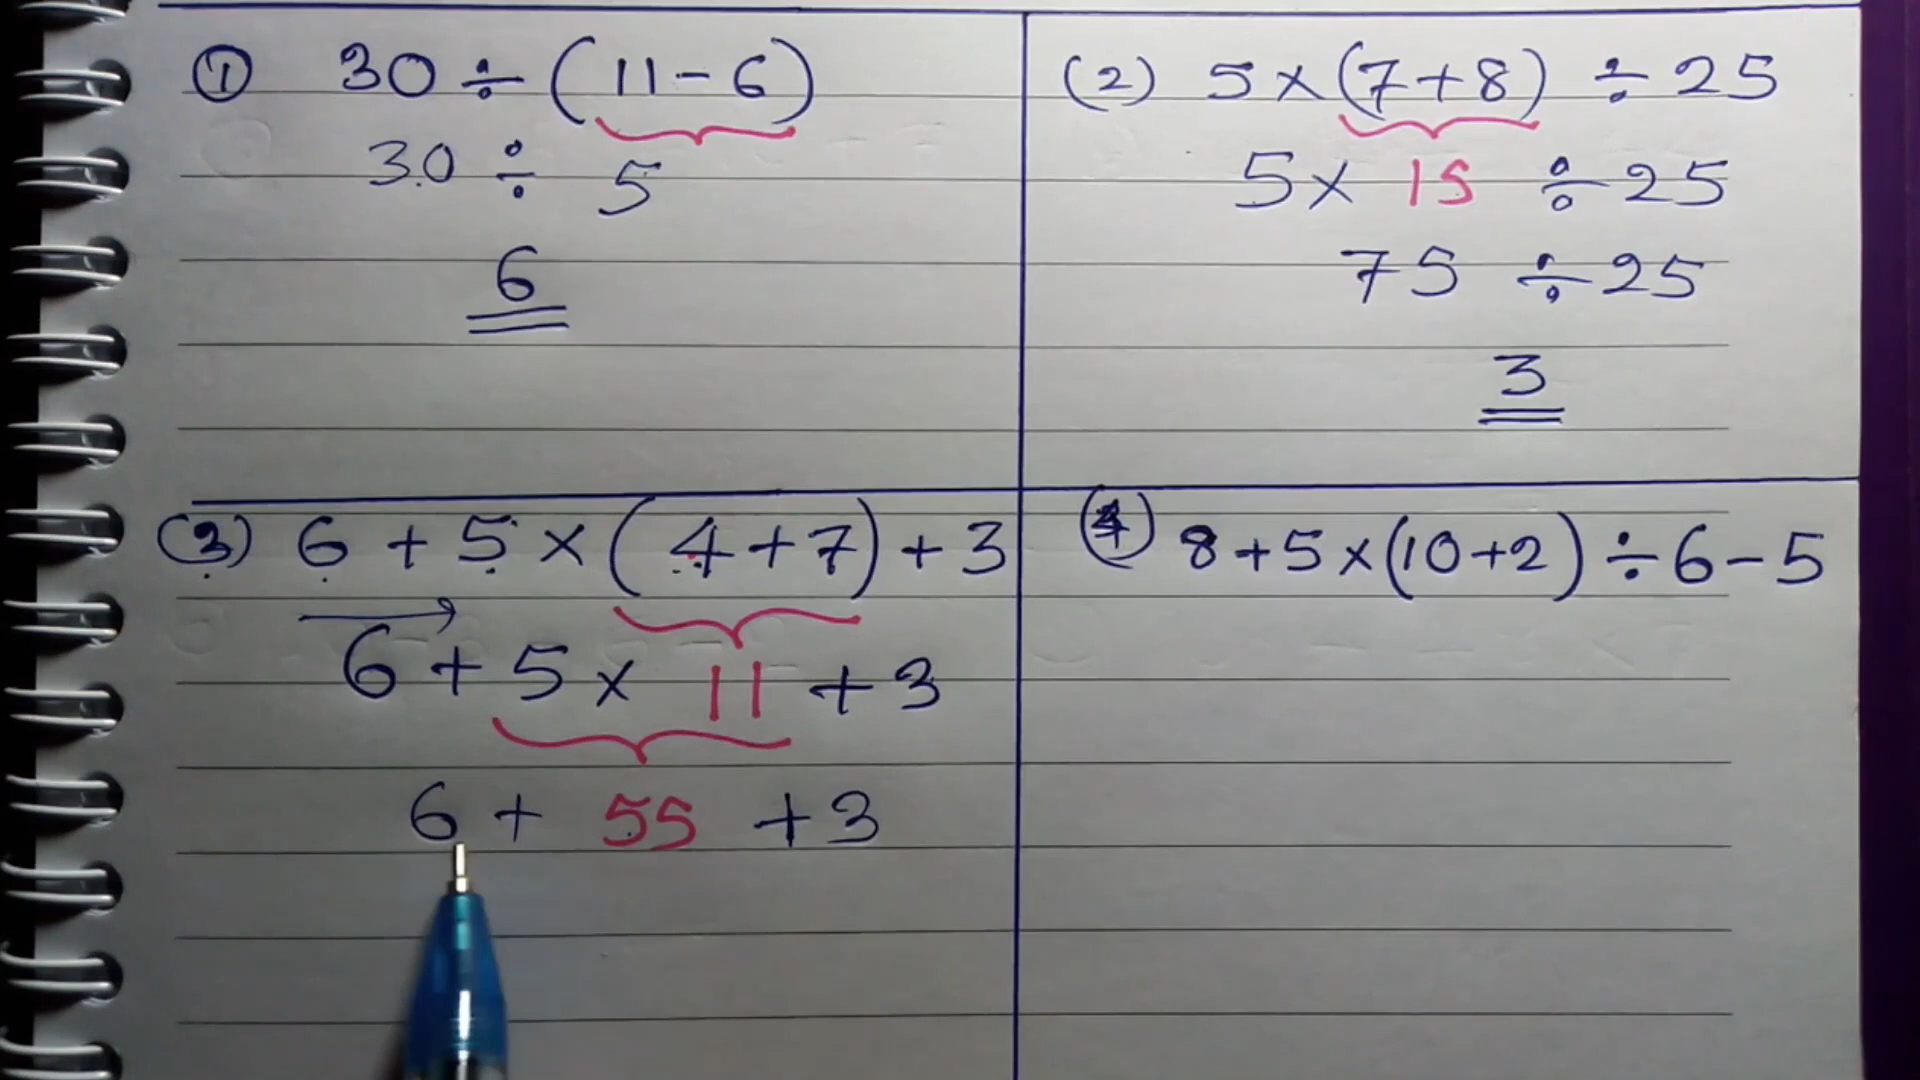 ① 30 ÷ (11 - 6)
30 ÷ 5
6
(2) 5 × (7 + 8) ÷ 25
5 × 15 ÷ 25
75 ÷ 25
3
(3) 6 + 5 × (4 + 7) + 3
6 + 5 × 11 + 3
6 + 55 + 3
④ 8 + 5 × (10 + 2) ÷ 6 - 5